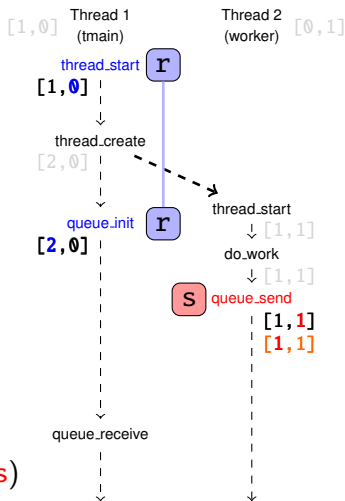 Thread 1
(tmain)
Thread 2
(worker)
[1,0]
[0,1]
thread_start
r
[1,0]
thread_create
[2,0]
queue_init
r
[2,0]
thread_start
[1,1]
do_work
[1,1]
s
queue_send
[1,1]
[1,1]
queue_receive
s)